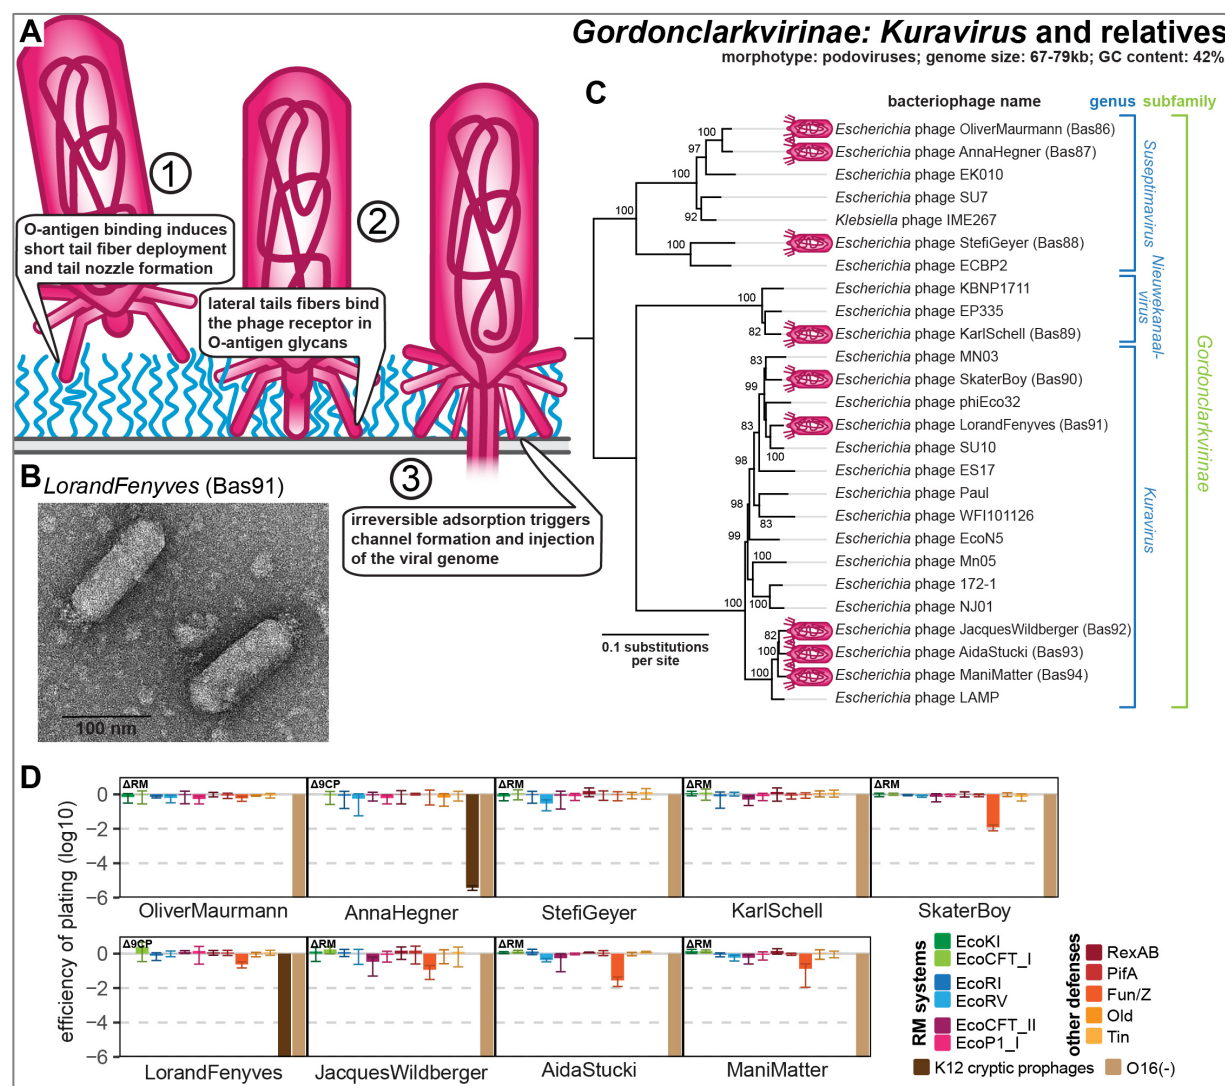 A
Gordonclarkvirinae: Kuravirus and relatives
morphotype: podoviruses; genome size: 67-79kb; GC content: 42%
1
O-antigen binding induces
short tail fiber deployment
and tail nozzle formation
2
lateral tails fibers bind
the phage receptor in
O-antigen glycans
3
irreversible adsorption triggers
channel formation and injection
of the viral genome
B
LorandFenyves (Bas91)
100 nm
C
bacteriophage name
genus
subfamily
Escherichia phage OliverMaurmann (Bas86)
Escherichia phage AnnaHegner (Bas87)
Escherichia phage EK010
Escherichia phage SU7
Klebsiella phage IME267
Escherichia phage StefiGeyer (Bas88)
Escherichia phage ECBP2
Escherichia phage KBNP1711
Escherichia phage EP335
Escherichia phage KarlSchell (Bas89)
Escherichia phage MN03
Escherichia phage SkaterBoy (Bas90)
Escherichia phage phiEco32
Escherichia phage LorandFenyves (Bas91)
Escherichia phage SU10
Escherichia phage ES17
Escherichia phage Paul
Escherichia phage WFI101126
Escherichia phage EcoN5
Escherichia phage Mn05
Escherichia phage 172-1
Escherichia phage NJ01
Escherichia phage JacquesWildberger (Bas92)
Escherichia phage AidaStucki (Bas93)
Escherichia phage ManiMatter (Bas94)
Escherichia phage LAMP
100
97
100
92
100
100
100
82
83
99
83
100
98
98
83
99
100
100
100
82
100
100
0.1 substitutions
per site
Suseptimavirus
Nieuwekanaal-
virus
Kuravirus
Gordonclarkvirinae
D
efficiency of plating (log10)
0
−2
−4
−6
ΔRM
OliverMaurmann
Δ9CP
AnnaHegner
ΔRM
StefiGeyer
ΔRM
KarlSchell
ΔRM
SkaterBoy
0
−2
−4
−6
Δ9CP
LorandFenyves
ΔRM
JacquesWildberger
ΔRM
AidaStucki
ΔRM
ManiMatter
RM systems
EcoKI
EcoCFT_I
EcoRI
EcoRV
EcoCFT_II
EcoP1_I
other defenses
RexAB
PifA
Fun/Z
Old
Tin
K12 cryptic prophages
O16(-)